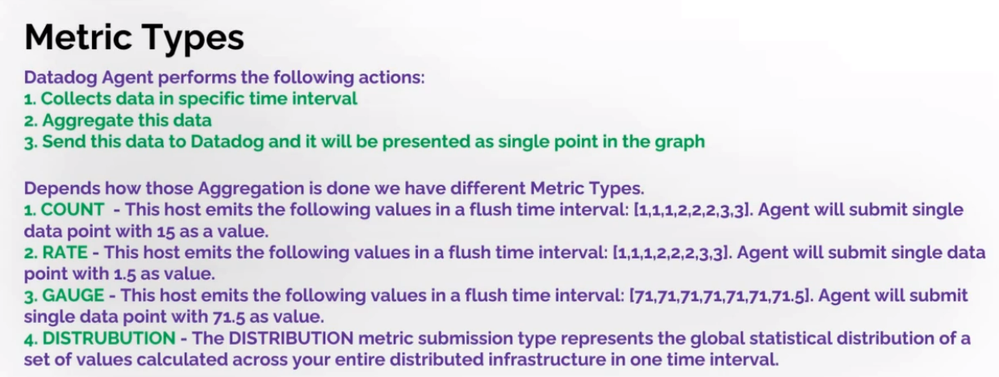 Metric Types
Datadog Agent performs the following actions:
1. Collects data in specific time interval
2. Aggregate this data
3. Send this data to Datadog and it will be presented as single point in the graph
Depends how those Aggregation is done we have different Metric Types.
1. COUNT - This host emits the following values in a flush time interval: [1,1,1,2,2,2,3,3]. Agent will submit single
data point with 15 as a value.
2. RATE - This host emits the following values in a flush time interval: [1,1,1,2,2,2,3,3]. Agent will submit single data
point with 1.5 as value.
3. GAUGE - This host emits the following values in a flush time interval: [71,71,71,71,71,71,71.5]. Agent will submit
single data point with 71.5 as value.
4. DISTRUBUTION - The DISTRIBUTION metric submission type represents the global statistical distribution of a
set of values calculated across your entire distributed infrastructure in one time interval.